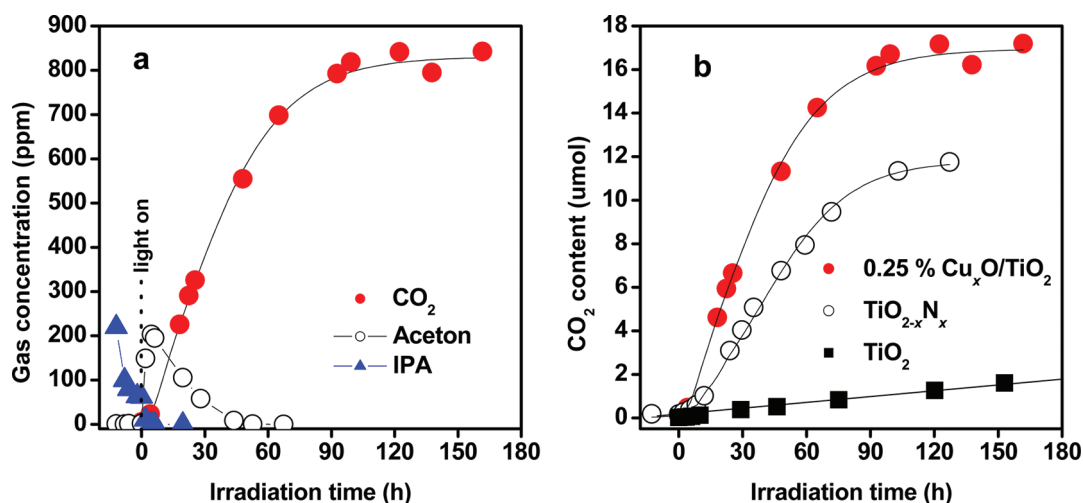 a
Gas concentration (ppm)
900
800
700
600
500
400
300
200
100
0
light on
CO2
Aceton
IPA
0 30 60 90 120 150 180
Irradiation time (h)
b
CO2 content (umol)
18
16
14
12
10
8
6
4
2
0
0.25 % CuxO/TiO2
TiO2-xNx
TiO2
0 30 60 90 120 150 180
Irradiation time (h)